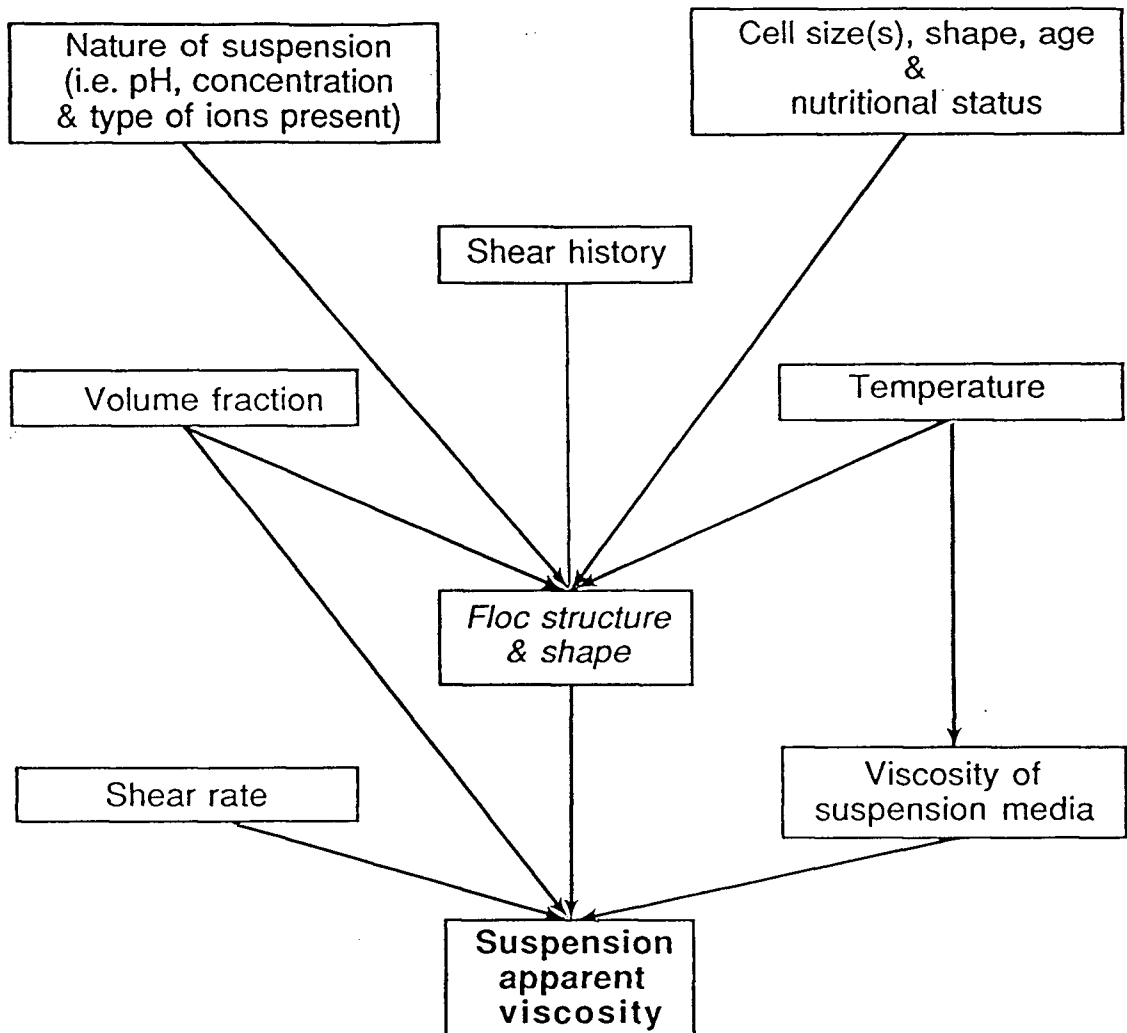 Nature of suspension
(i.e. pH, concentration
& type of ions present)
Cell size(s), shape, age
&
nutritional status
Shear history
Volume fraction
Temperature
Floc structure
& shape
Shear rate
Viscosity of
suspension media
Suspension
apparent
viscosity